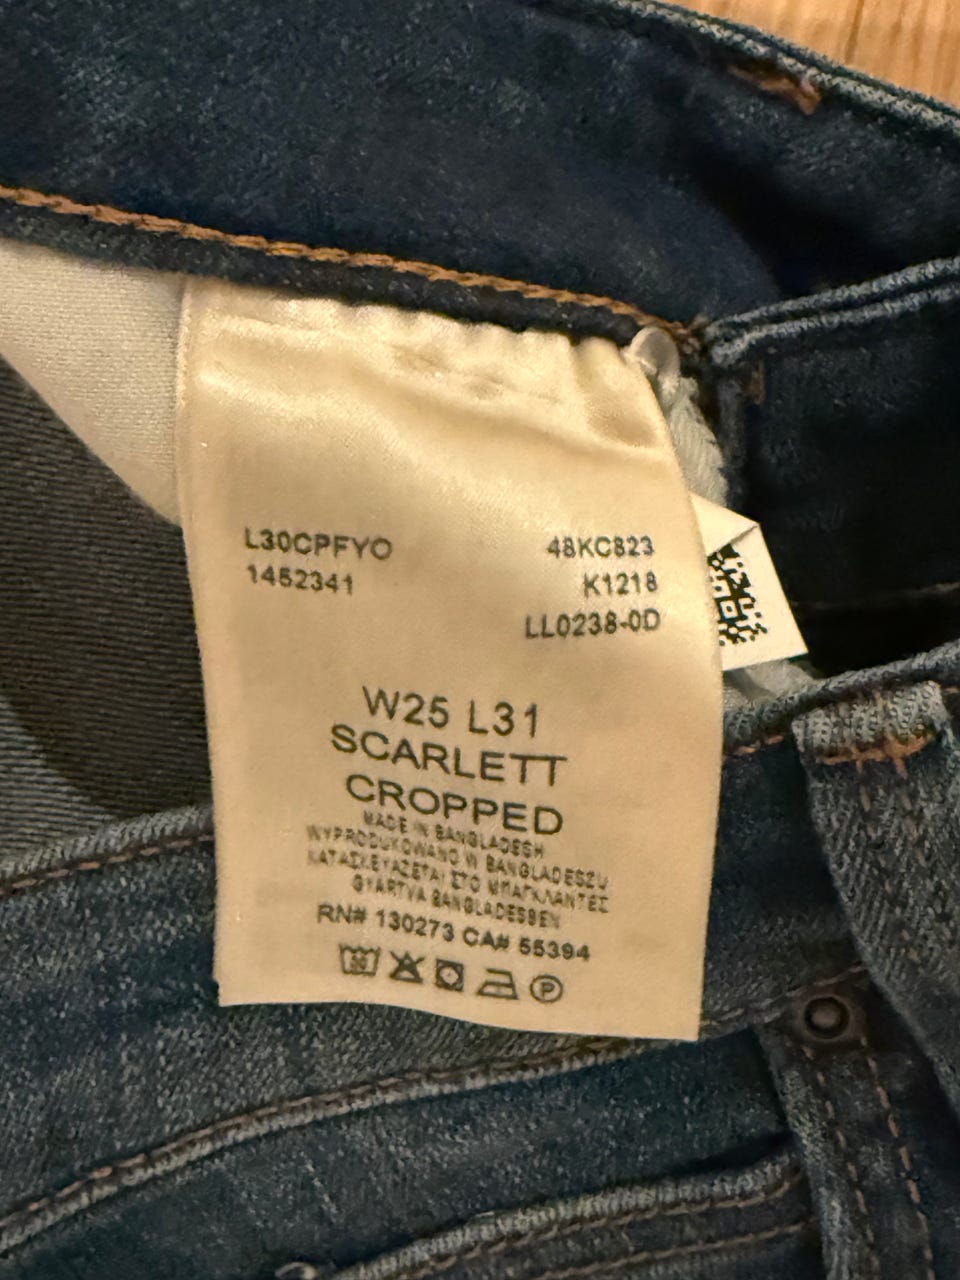 L30CPFYO 48KC823
1452341 K1218
LL0238-0D
W25 L31
SCARLETT
CROPPED
MADE IN BANGLADESH
WYPRODUKOWANO W BANGLADESZU
ΚΑΤΑΣΚΕΥΑΖΕΤΑΙ ΣΤΟ ΜΠΑΓΚΛΑΝΤΕΣ
GYÁRTVA BANGLADESBEN
RN# 130273 CA# 55394
P